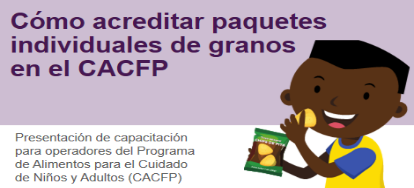 Cómo acreditar paquetes
individuales de granos
en el CACFP
Presentación de capacitación
para operadores del Programa
de Alimentos para el Cuidado
de Niños y Adultos (CACFP)